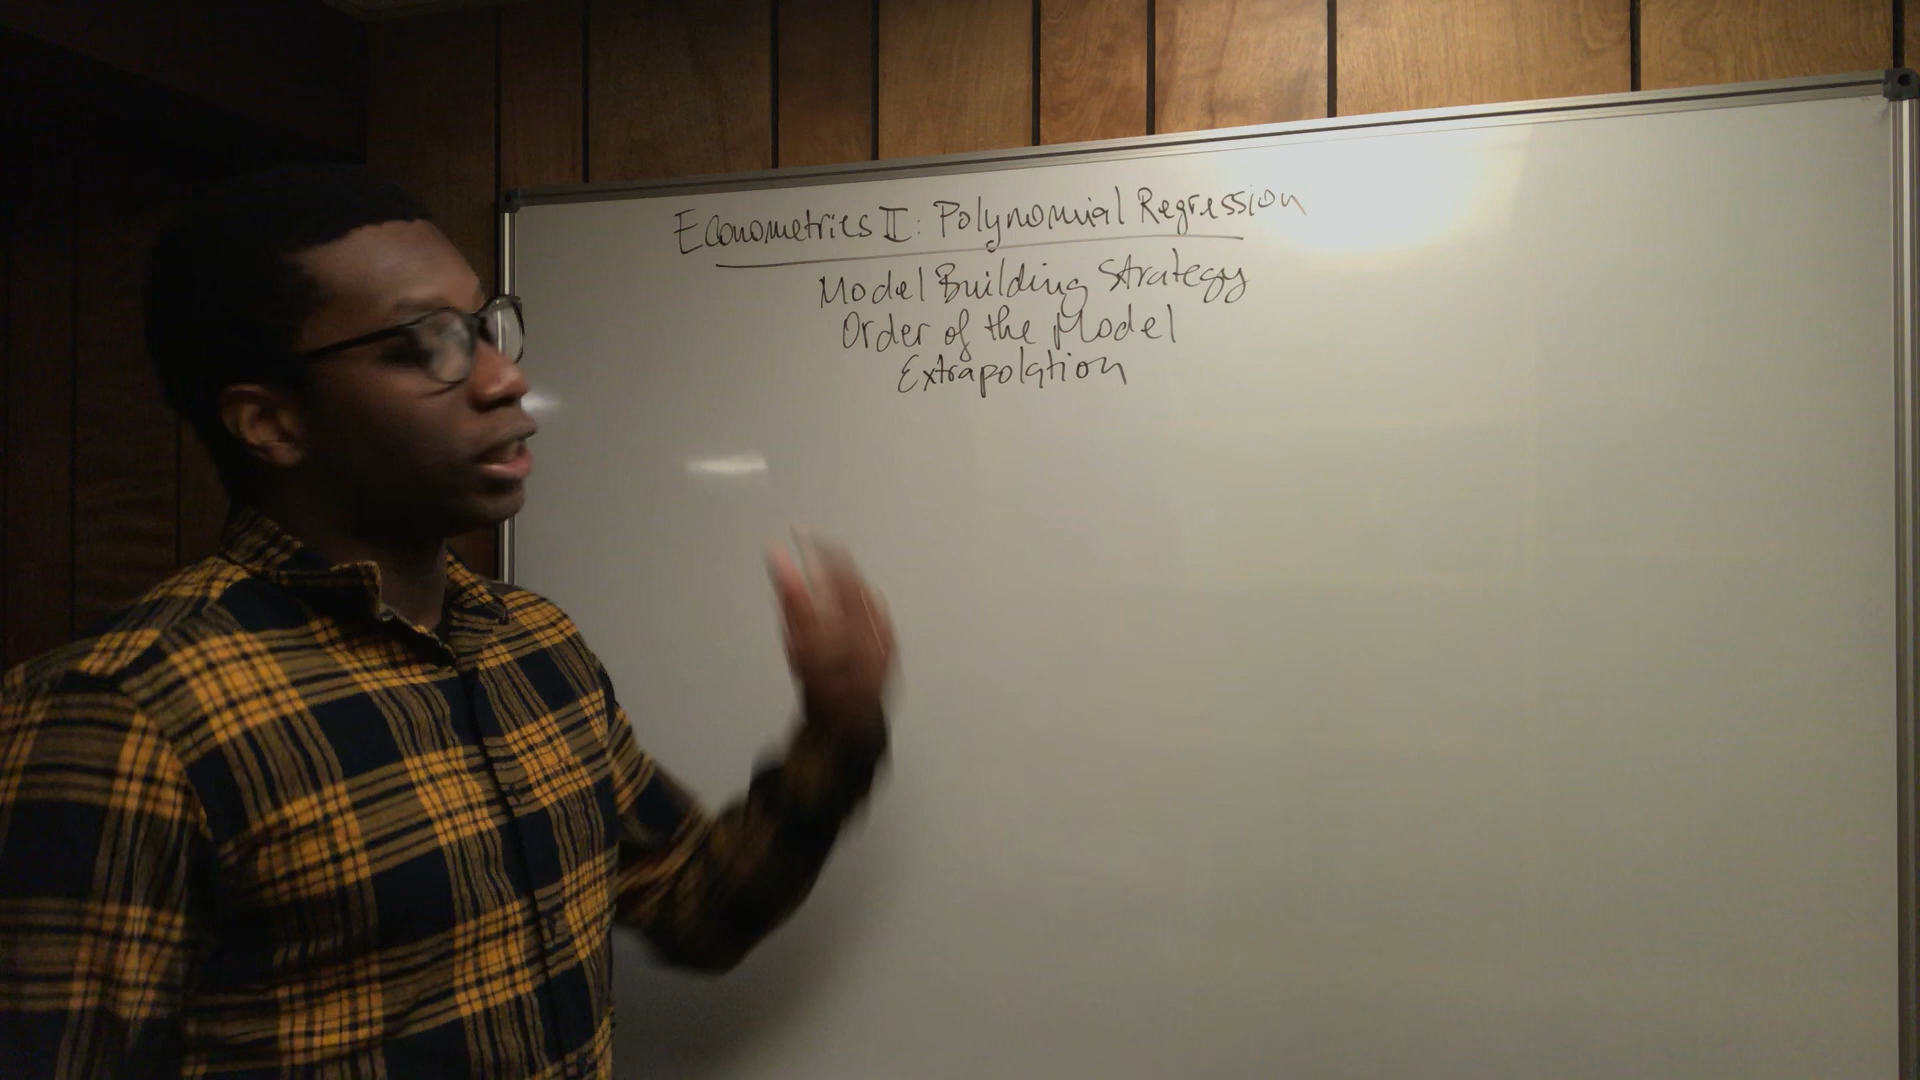 Econometrics II: Polynomial Regression
Model Building Strategy
Order of the Model
Extrapolation